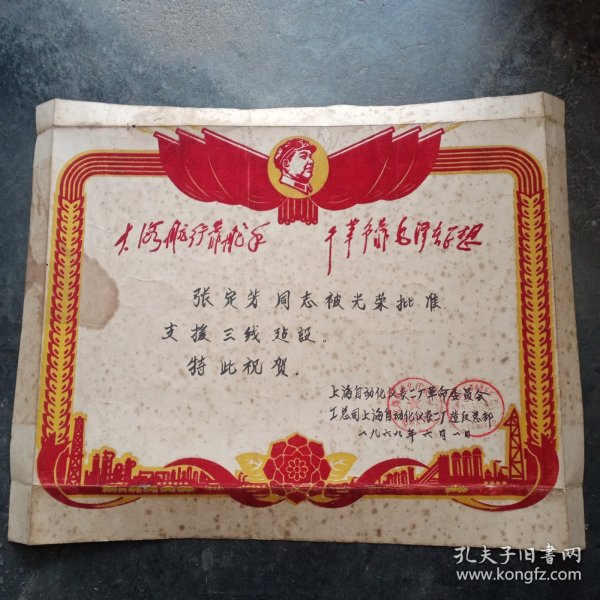 大海航行靠舵手 干革命靠毛泽东思想
张定芳同志被光荣批准
支援三线建設.
特此祝贺.
上海自动化仪表二厂革命委员会
工总司上海自动化仪表二厂造反总部
一九六九年六月一日
孔夫子旧书网
www.kongfz.com